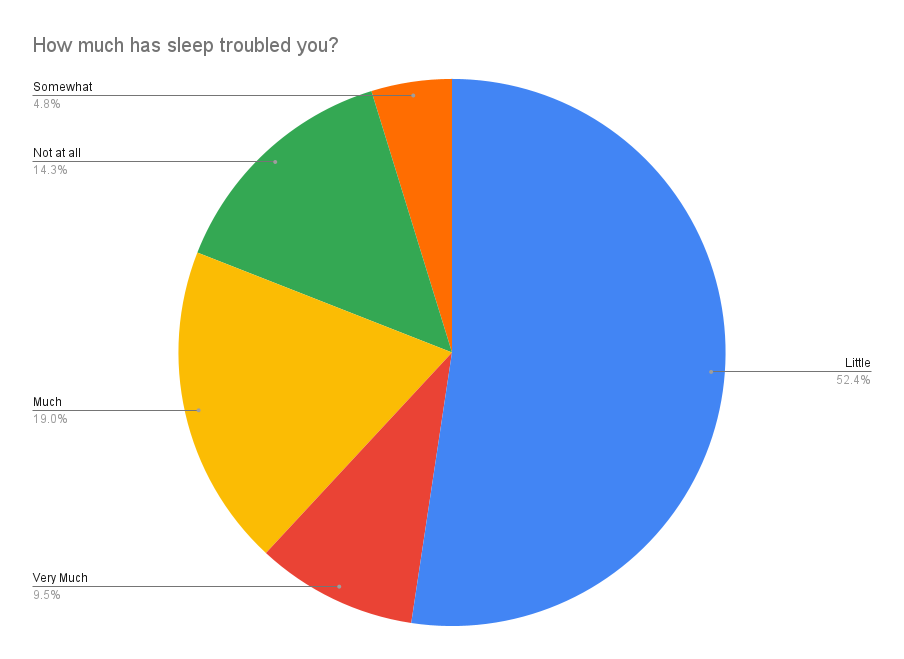 How much has sleep troubled you?
Somewhat
4.8%
Not at all
14.3%
Little
52.4%
Much
19.0%
Very Much
9.5%